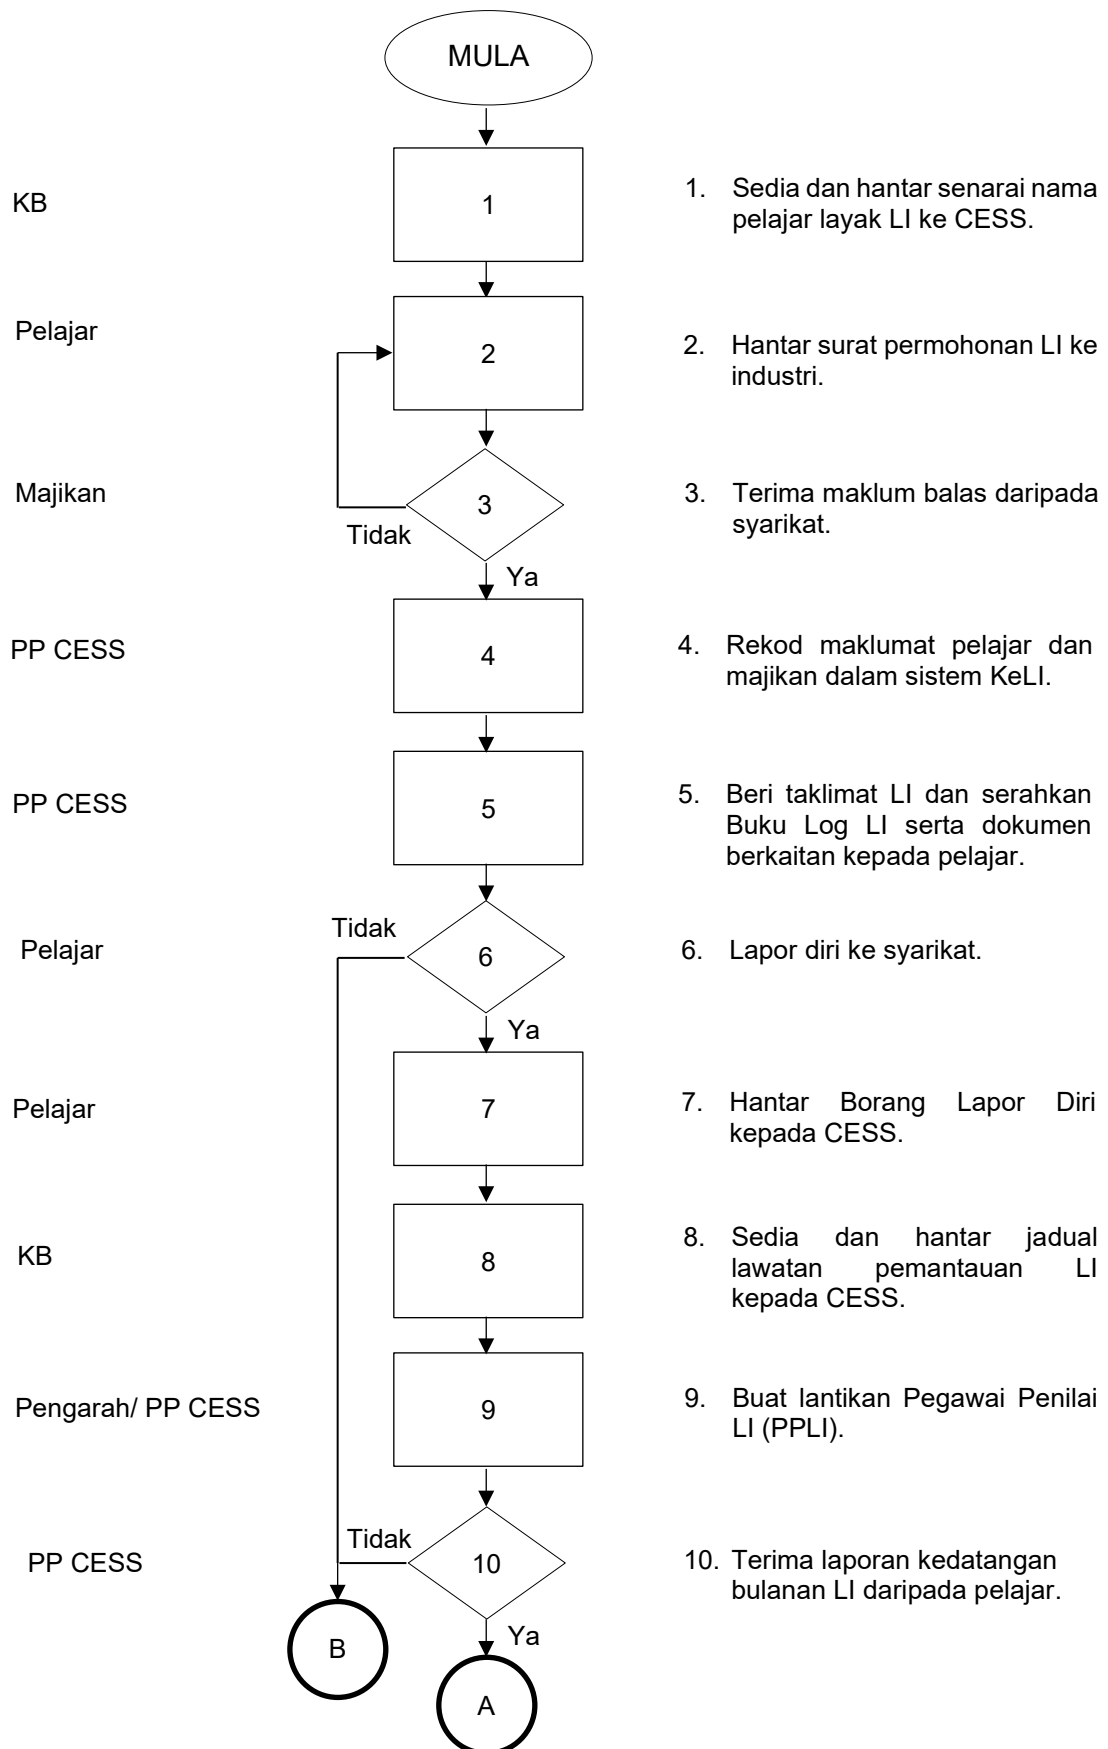 MULA
KB
1
1. Sedia dan hantar senarai nama
pelajar layak LI ke CESS.
Pelajar
2
2. Hantar surat permohonan LI ke
industri.
Majikan
3
Tidak
Ya
3. Terima maklum balas daripada
syarikat.
PP CESS
4
4. Rekod maklumat pelajar dan
majikan dalam sistem KeLI.
PP CESS
5
5. Beri taklimat LI dan serahkan
Buku Log LI serta dokumen
berkaitan kepada pelajar.
Pelajar
Tidak
6
Ya
6. Lapor diri ke syarikat.
Pelajar
7
7. Hantar Borang Lapor Diri
kepada CESS.
KB
8
8. Sedia dan hantar jadual
lawatan pemantauan LI
kepada CESS.
Pengarah/ PP CESS
9
9. Buat lantikan Pegawai Penilai
LI (PPLI).
PP CESS
Tidak
10
Ya
10. Terima laporan kedatangan
bulanan LI daripada pelajar.
B
A